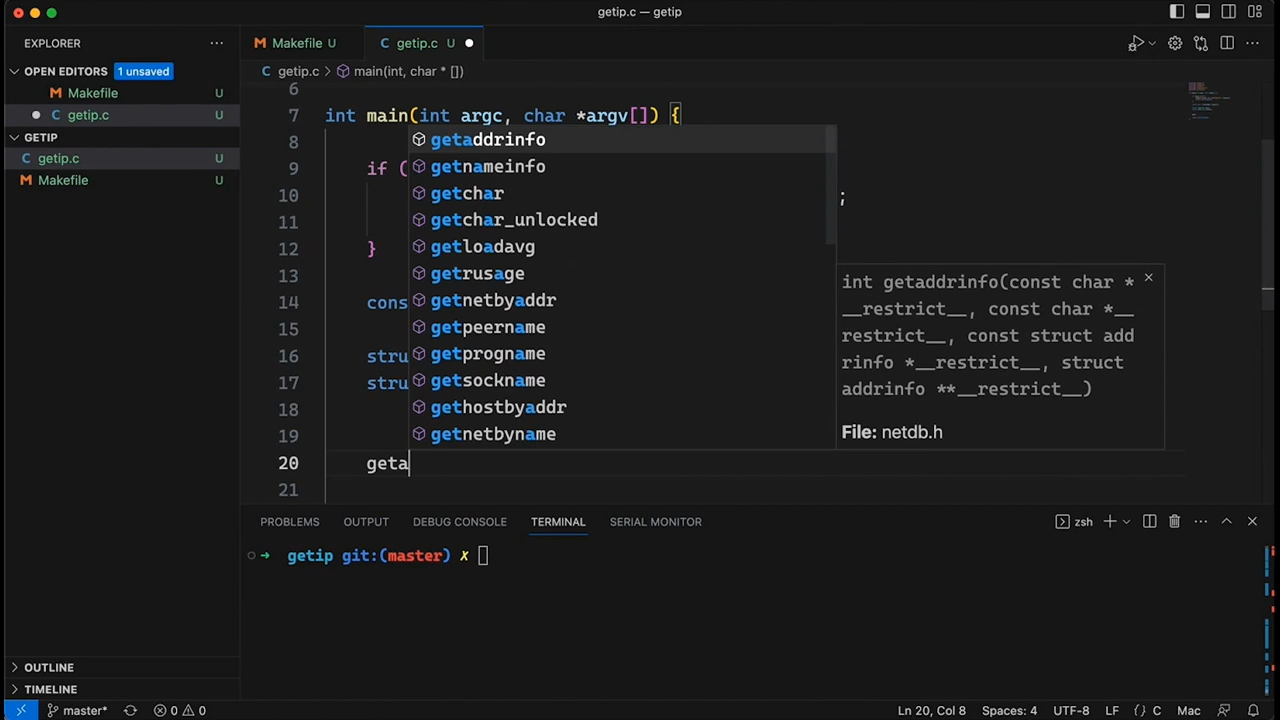 getip.c — getip
EXPLORER
Makefile U
getip.c U
OPEN EDITORS 1 unsaved
getip.c > main(int, char * [])
Makefile U
getip.c U
GETIP
getip.c U
Makefile U
6
7 int main(int argc, char *argv[]) {
8
9 if (
10 ;
11
12 }
13
14 cons
15
16 stru
17 stru
18
19
20 geta
21
getaddrinfo
getnameinfo
getchar
getchar_unlocked
getloadavg
getrusage
getnetbyaddr
getpeername
getprogname
getsockname
gethostbyaddr
getnetbyname
int getaddrinfo(const char *
__restrict__, const char *__
restrict__, const struct add
rinfo *__restrict__, struct
addrinfo **__restrict__)
File: netdb.h
PROBLEMS OUTPUT DEBUG CONSOLE TERMINAL SERIAL MONITOR
zsh
➜ getip git:(master) ✗
OUTLINE
TIMELINE
master* 0 0 Ln 20, Col 8 Spaces: 4 UTF-8 LF {} C Mac